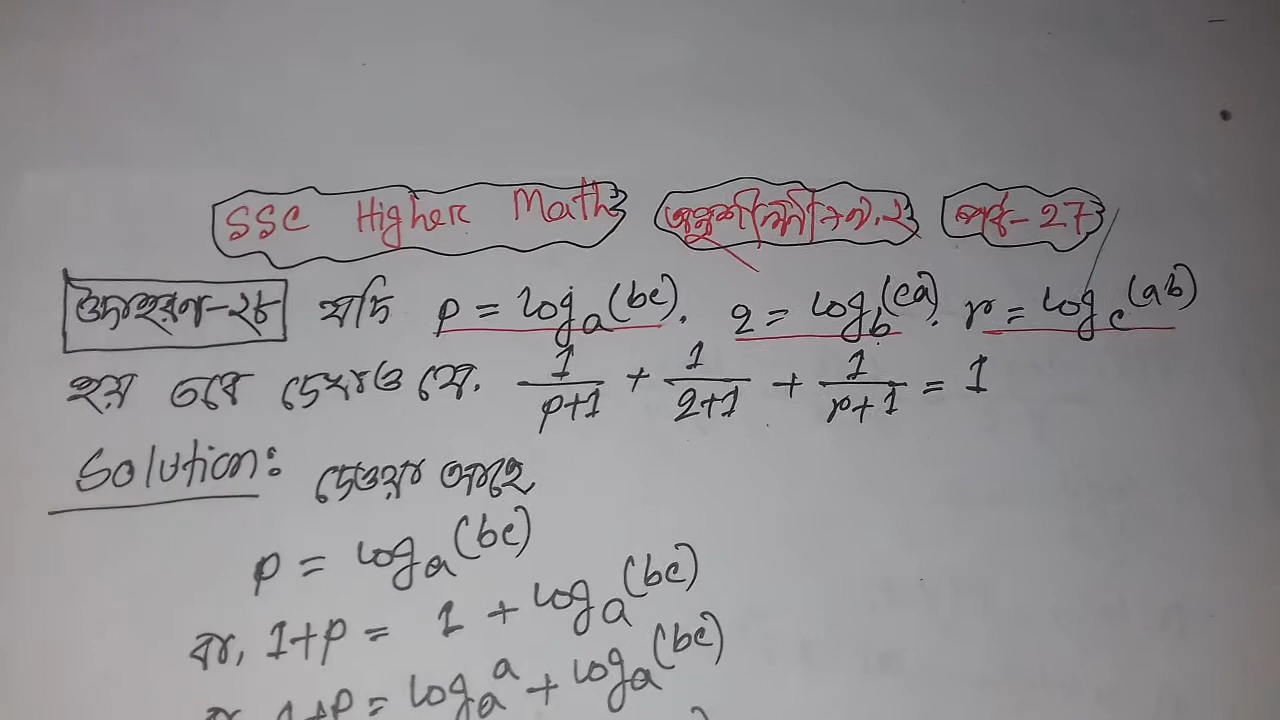 SSC Higher Math অনুশীলনী ৯.২ পর্ব-27
উদাহরণ-২৮ যদি p = log_a(bc), q = log_b(ca), r = log_c(ab)
হয় তবে দেখাও যে, 1/(p+1) + 1/(q+1) + 1/(r+1) = 1
Solution: দেওয়া আছে
p = log_a(bc)
বা, 1+p = 1 + log_a(bc)
বা, 1+p = log_a a + log_a(bc)